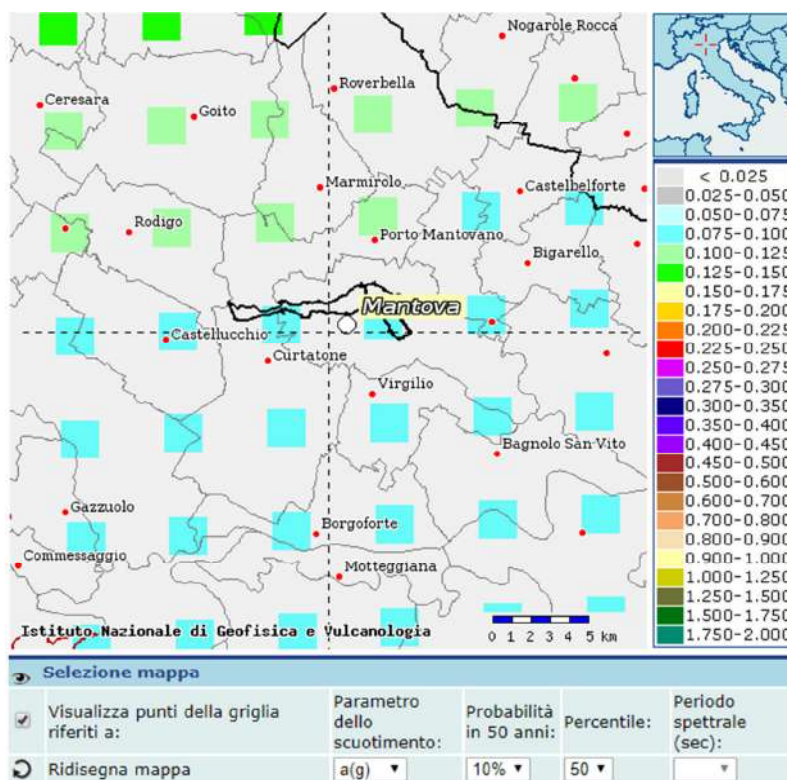 Nogarole Rocca
Roverbella
Ceresara
Goito
Marmirolo
Castelbelforte
Rodigo
Porto Mantovano
Bigarello
Mantova
Castellucchio
Curtatone
Virgilio
Bagnolo San Vito
Gazzuolo
Borgoforte
Commessaggio
Motteggiana
Istituto Nazionale di Geofisica e Vulcanologia
0 1 2 3 4 5 km
< 0.025
0.025-0.050
0.050-0.075
0.075-0.100
0.100-0.125
0.125-0.150
0.150-0.175
0.175-0.200
0.200-0.225
0.225-0.250
0.250-0.275
0.275-0.300
0.300-0.350
0.350-0.400
0.400-0.450
0.450-0.500
0.500-0.600
0.600-0.700
0.700-0.800
0.800-0.900
0.900-1.000
1.000-1.250
1.250-1.500
1.500-1.750
1.750-2.000
Selezione mappa
Visualizza punti della griglia
riferiti a:
Parametro
dello
scuotimento:
Probabilità
in 50 anni:
Percentile:
Periodo
spettrale
(sec):
Ridisegna mappa
a(g)
10%
50